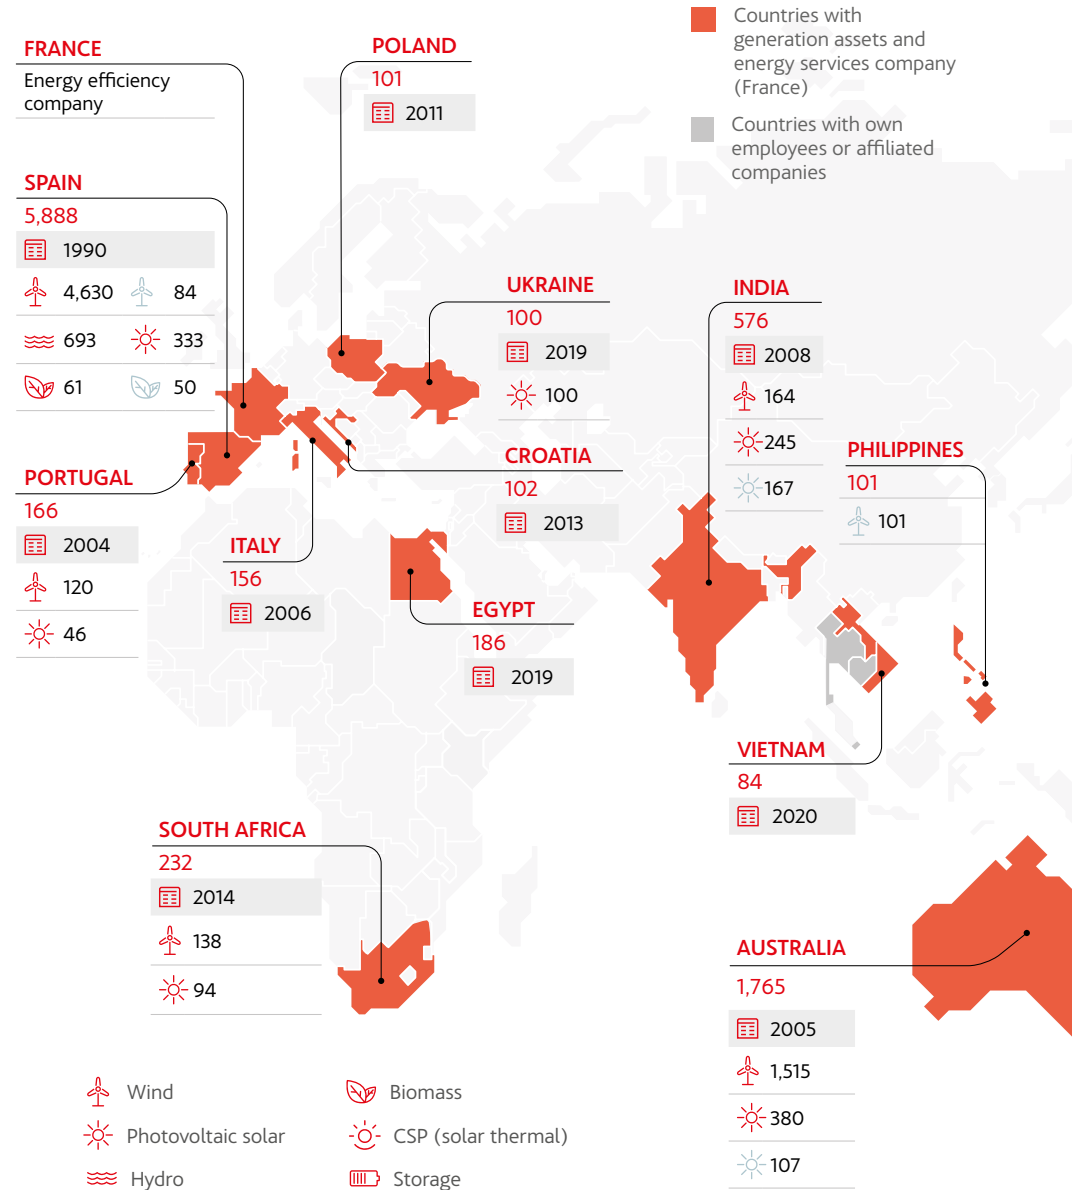 Countries with
generation assets and
energy services company
(France)
Countries with own
employees or affiliated
companies
FRANCE
Energy efficiency
company
POLAND
101
2011
SPAIN
5,888
1990
4,630 84
693 333
61 50
UKRAINE
100
2019
100
INDIA
576
2008
164
245
167
PHILIPPINES
101
101
CROATIA
102
2013
PORTUGAL
166
2004
120
46
ITALY
156
2006
EGYPT
186
2019
VIETNAM
84
2020
SOUTH AFRICA
232
2014
138
94
AUSTRALIA
1,765
2005
1,515
380
107
Wind
Photovoltaic solar
Hydro
Biomass
CSP (solar thermal)
Storage